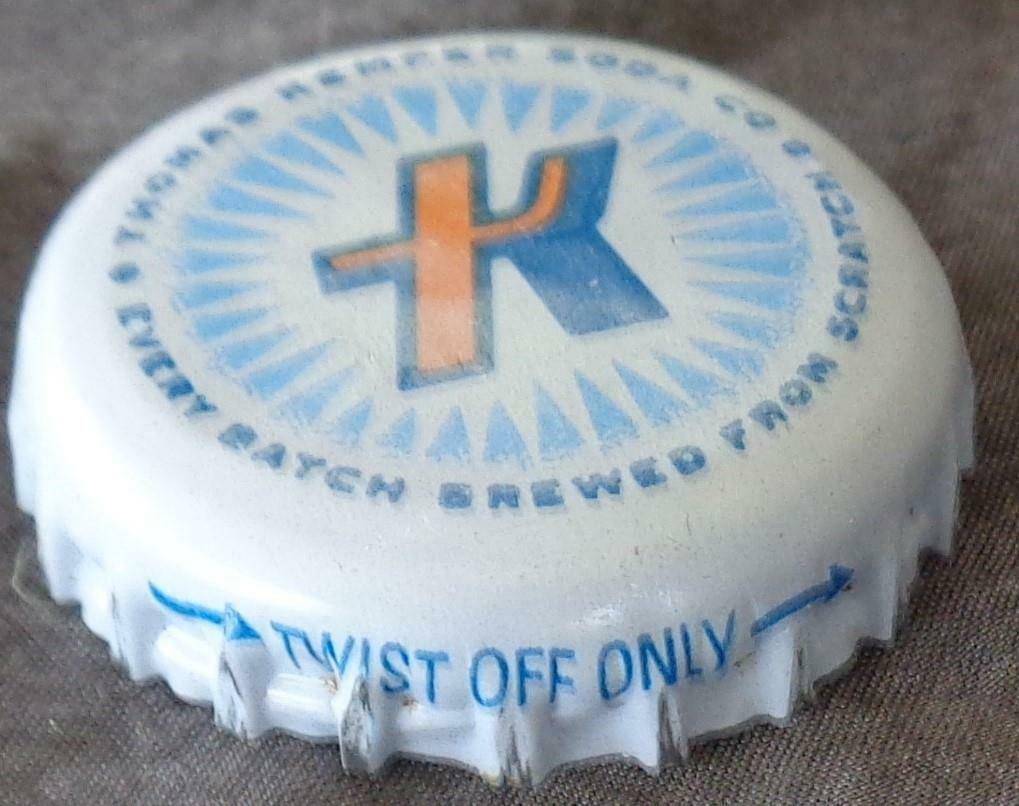 THOMAS KEMPER SODA CO
EVERY BATCH BREWED FROM SCRATCH
K
TWIST OFF ONLY